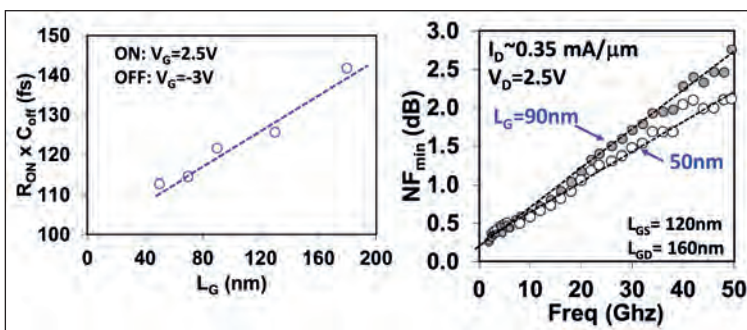 ON: V_G=2.5V
OFF: V_G=-3V
R_ON x C_off (fs)
160
150
140
130
120
110
100
0 40 80 120 160 200
L_G (nm)
I_D~0.35 mA/μm
V_D=2.5V
L_G=90nm
50nm
L_GS = 120nm
L_GD = 160nm
NF_min (dB)
3.0
2.5
2.0
1.5
1.0
0.5
0.0
0 10 20 30 40 50
Freq (Ghz)